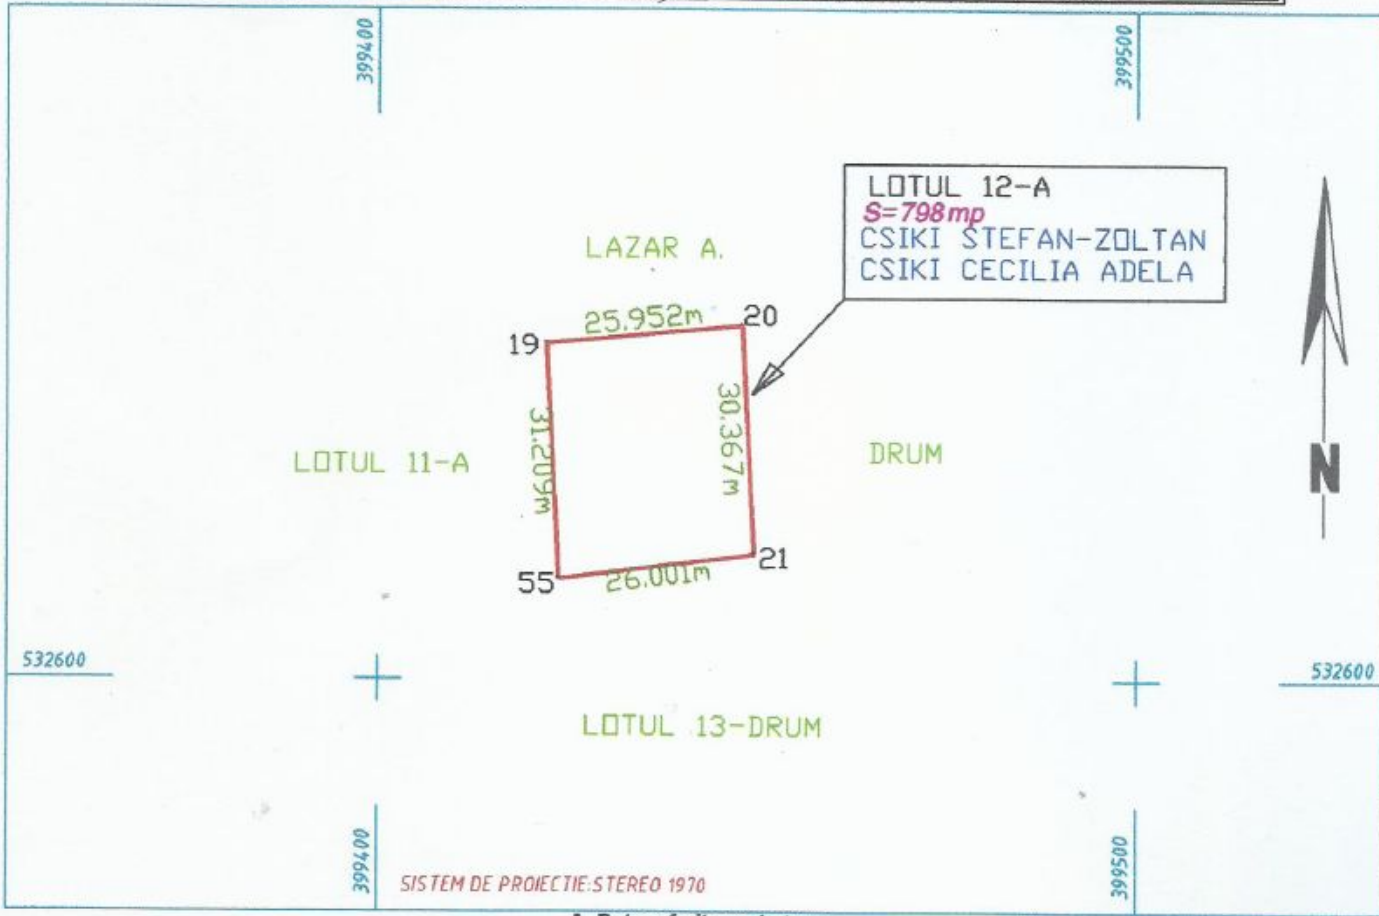 399400
399500
LOTUL 12-A
S=798mp
CSIKI STEFAN-ZOLTAN
CSIKI CECILIA ADELA
LAZAR A.
25.952m
20
19
31.209m
30.367m
LOTUL 11-A
DRUM
N
21
55
26.001m
532600
532600
LOTUL 13-DRUM
399400
399500
SISTEM DE PROIECTIE:STEREO 1970